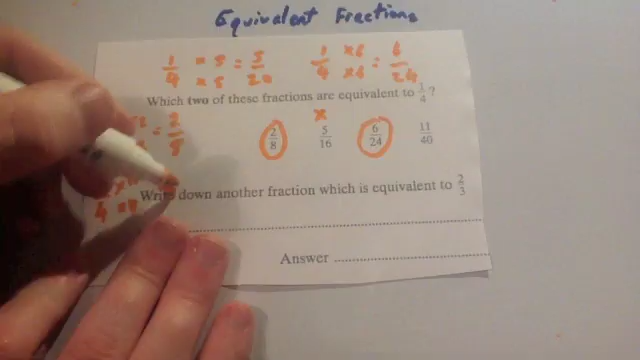 Equivalent Fractions
1/4 × 5 / × 5 = 5/20 1/4 × 6 / × 6 = 6/24
Which two of these fractions are equivalent to 1/4?
= 2/8 ×
2/8 5/16 6/24 11/40
Write down another fraction which is equivalent to 2/3
4
Answer